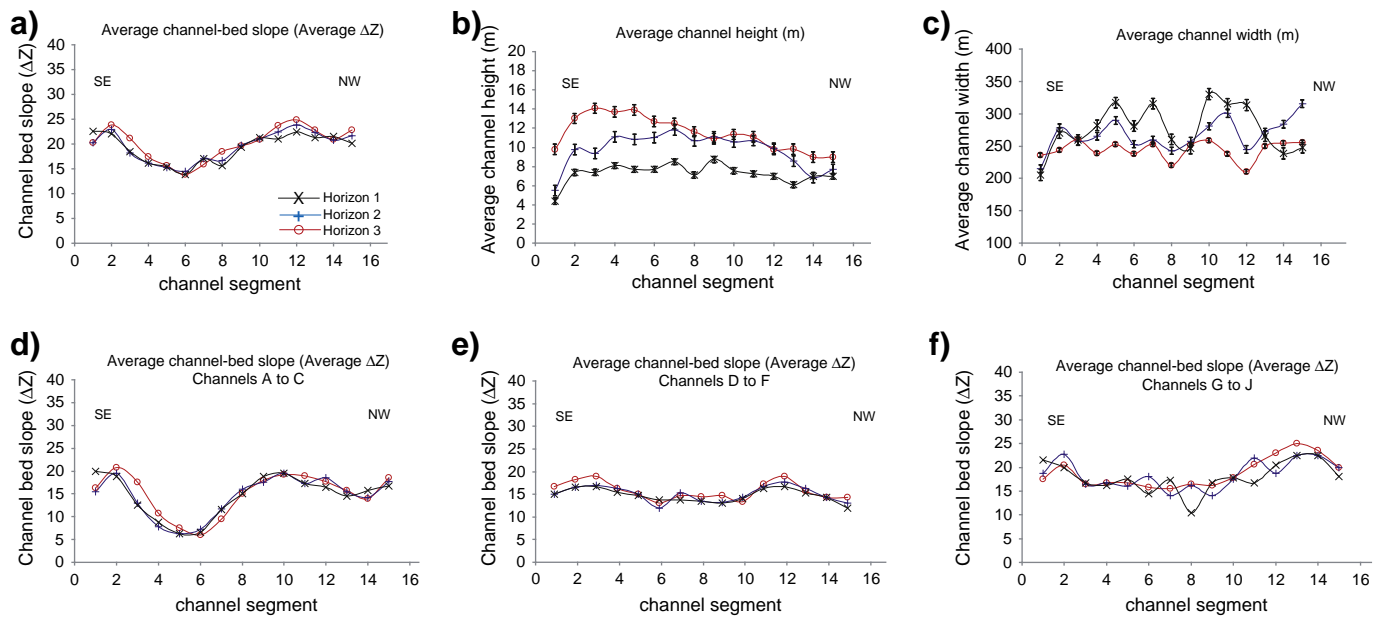 a)
Average channel-bed slope (Average ΔZ)
Channel bed slope (ΔZ)
40
35
30
25
20
15
10
5
0
SE
NW
Horizon 1
Horizon 2
Horizon 3
0 2 4 6 8 10 12 14 16
channel segment
b)
Average channel height (m)
Average channel height (m)
20
18
16
14
12
10
8
6
4
2
0
SE
NW
0 2 4 6 8 10 12 14 16
channel segment
c)
Average channel width (m)
Average channel width (m)
400
350
300
250
200
150
100
SE
NW
0 2 4 6 8 10 12 14 16
channel segment
d)
Average channel-bed slope (Average ΔZ)
Channels A to C
Channel bed slope (ΔZ)
40
35
30
25
20
15
10
5
0
SE
NW
0 2 4 6 8 10 12 14 16
channel segment
e)
Average channel-bed slope (Average ΔZ)
Channels D to F
Channel bed slope (ΔZ)
40
35
30
25
20
15
10
5
0
SE
NW
0 2 4 6 8 10 12 14 16
channel segment
f)
Average channel-bed slope (Average ΔZ)
Channels G to J
Channel bed slope (ΔZ)
40
35
30
25
20
15
10
5
0
SE
NW
0 2 4 6 8 10 12 14 16
channel segment